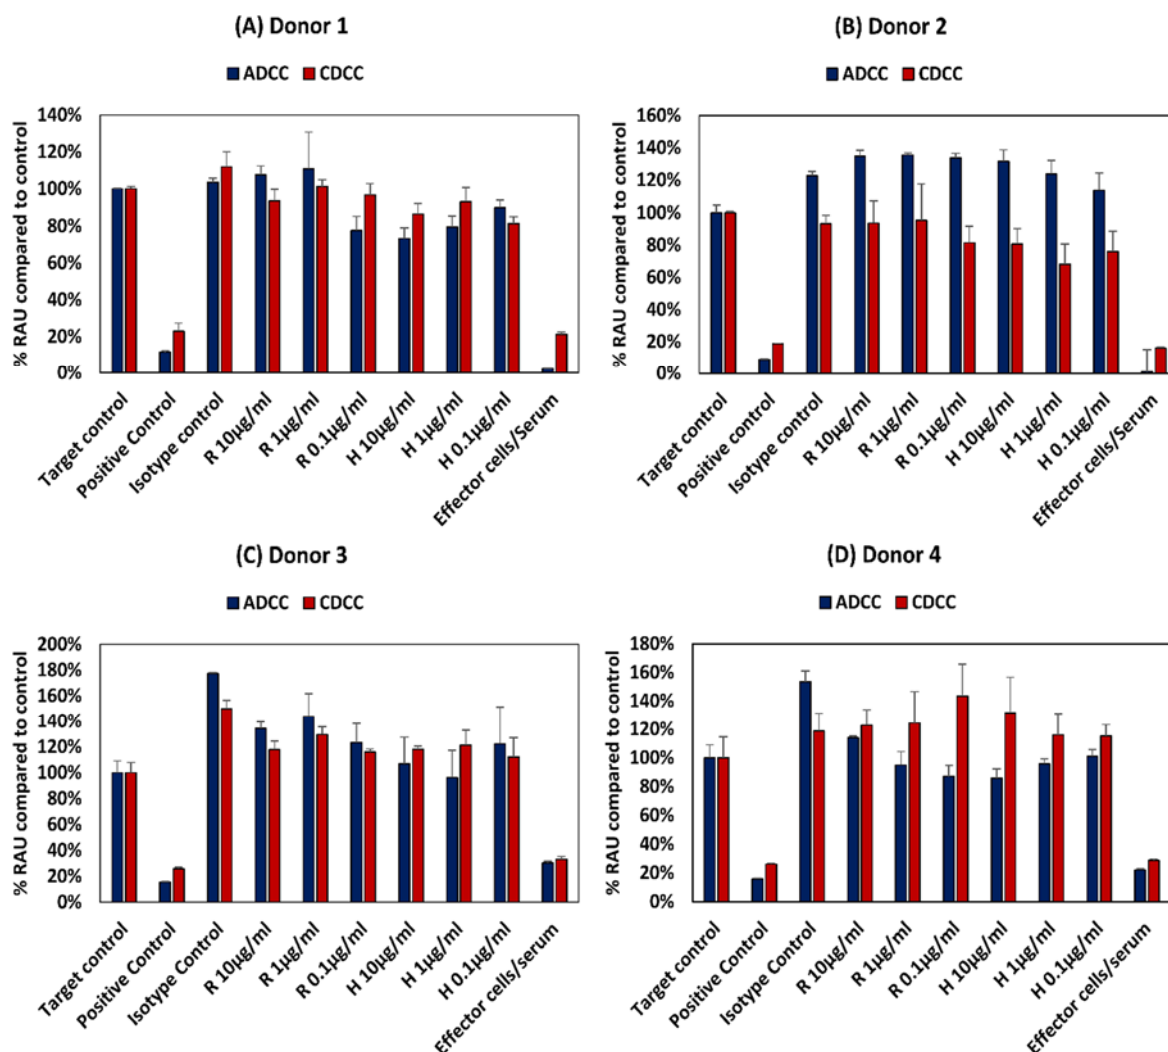 (A) Donor 1
ADCC CDCC
% RAU compared to control
140%
120%
100%
80%
60%
40%
20%
0%
Target control
Positive Control
Isotype control
R 10µg/ml
R 1µg/ml
R 0.1µg/ml
H 10µg/ml
H 1µg/ml
H 0.1µg/ml
Effector cells/Serum
(B) Donor 2
ADCC CDCC
% RAU compared to control
160%
140%
120%
100%
80%
60%
40%
20%
0%
Target control
Positive control
Isotype control
R 10µg/ml
R 1µg/ml
R 0.1µg/ml
H 10µg/ml
H 1µg/ml
H 0.1µg/ml
Effector cells/Serum
(C) Donor 3
ADCC CDCC
% RAU compared to control
200%
180%
160%
140%
120%
100%
80%
60%
40%
20%
0%
Target control
Positive Control
Isotype Control
R 10µg/ml
R 1µg/ml
R 0.1µg/ml
H 10µg/ml
H 1µg/ml
H 0.1µg/ml
Effector cells/serum
(D) Donor 4
ADCC CDCC
% RAU compared to control
180%
160%
140%
120%
100%
80%
60%
40%
20%
0%
Target control
Positive Control
Isotype Control
R 10µg/ml
R 1µg/ml
R 0.1µg/ml
H 10µg/ml
H 1µg/ml
H 0.1µg/ml
Effector cells/serum